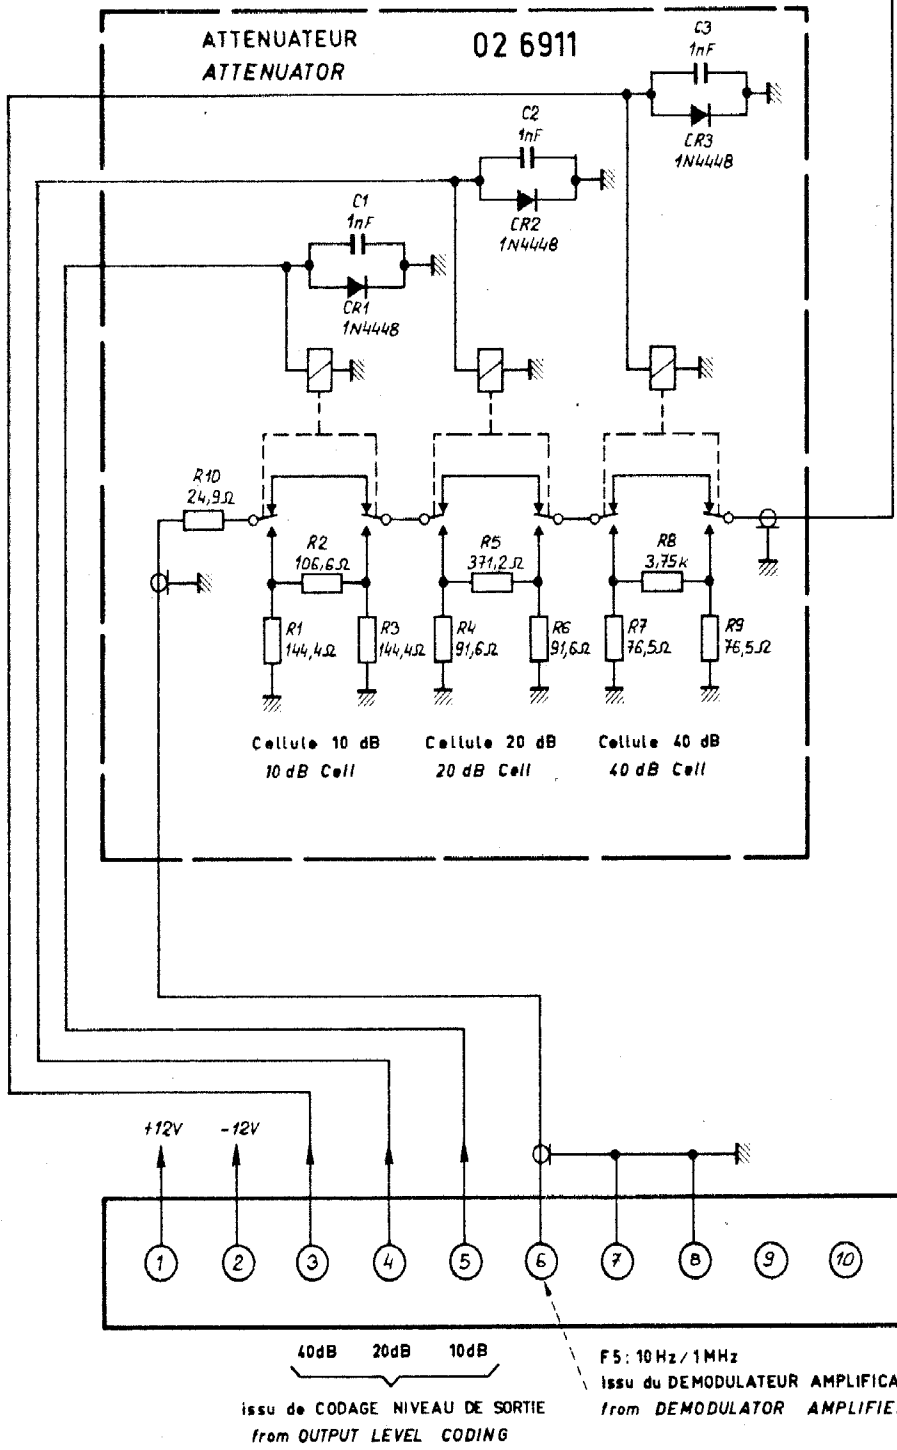 ATTENUATEUR
ATTENUATOR
02 6911
C3
1nF
CR3
1N4448
C2
1nF
CR2
1N4448
C1
1nF
CR1
1N4448
R10
24,9Ω
R2
106,6Ω
R5
371,2Ω
R8
3,75k
R1
144,4Ω
R3
144,4Ω
R4
91,6Ω
R6
91,6Ω
R7
76,5Ω
R9
76,5Ω
Cellule 10 dB
10 dB Cell
Cellule 20 dB
20 dB Cell
Cellule 40 dB
40 dB Cell
+12V
-12V
1 2 3 4 5 6 7 8 9 10
40dB 20dB 10dB
issu de CODAGE NIVEAU DE SORTIE
from OUTPUT LEVEL CODING
F5: 10Hz/1MHz
issu du DEMODULATEUR AMPLIFICA
from DEMODULATOR AMPLIFIE